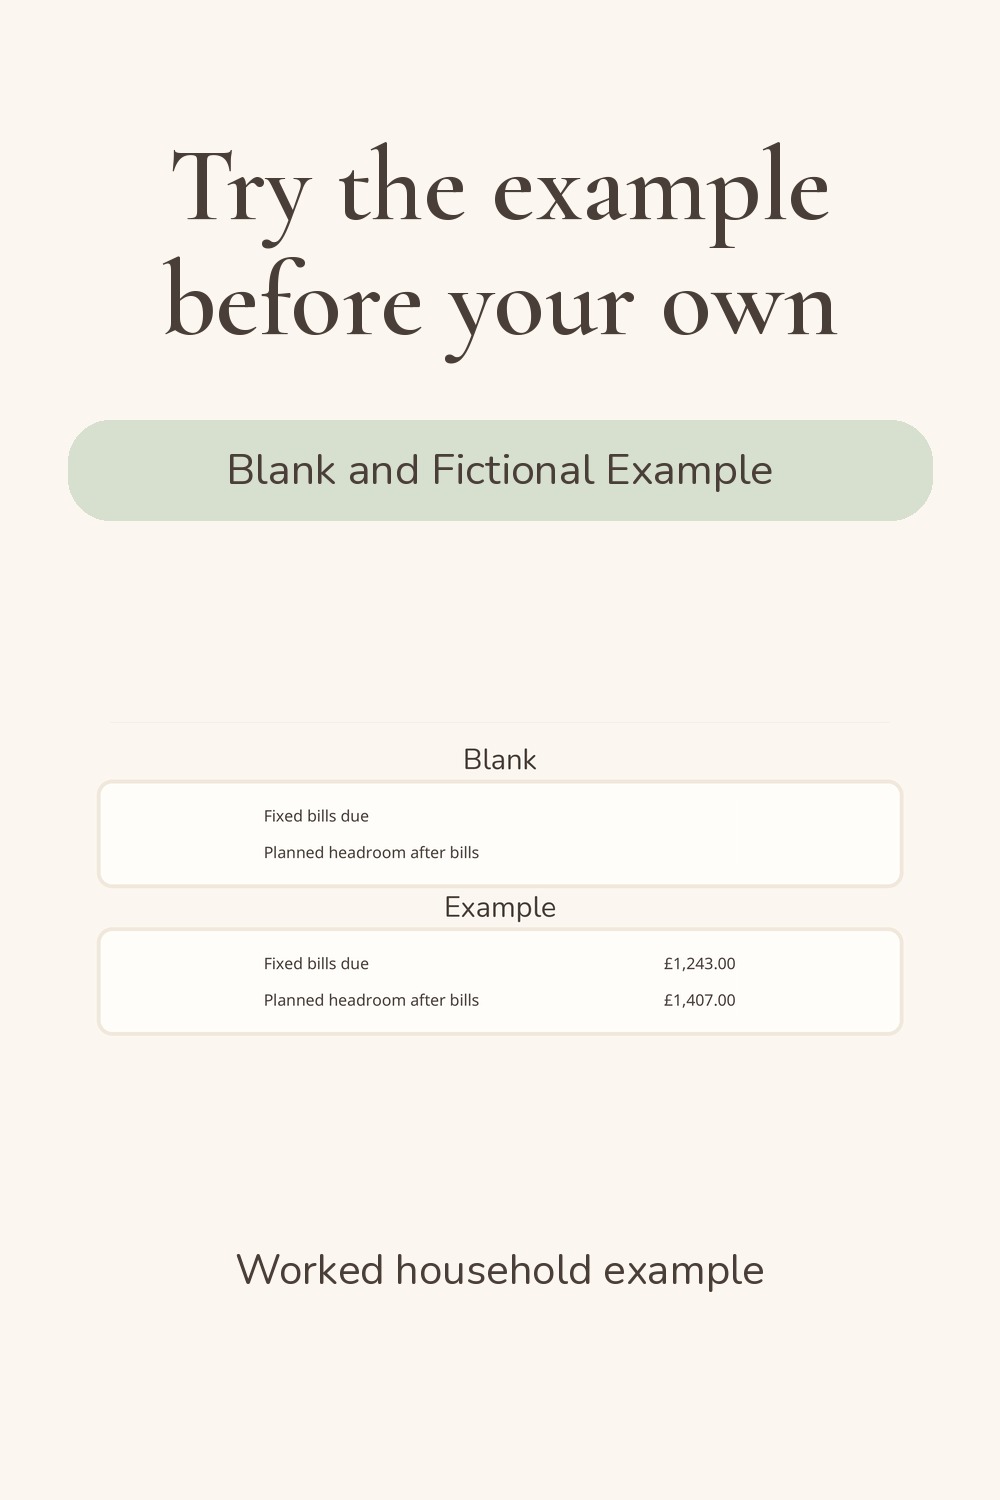 Try the example
before your own
Blank and Fictional Example
Blank
Fixed bills due
Planned headroom after bills
Example
Fixed bills due £1,243.00
Planned headroom after bills £1,407.00
Worked household example